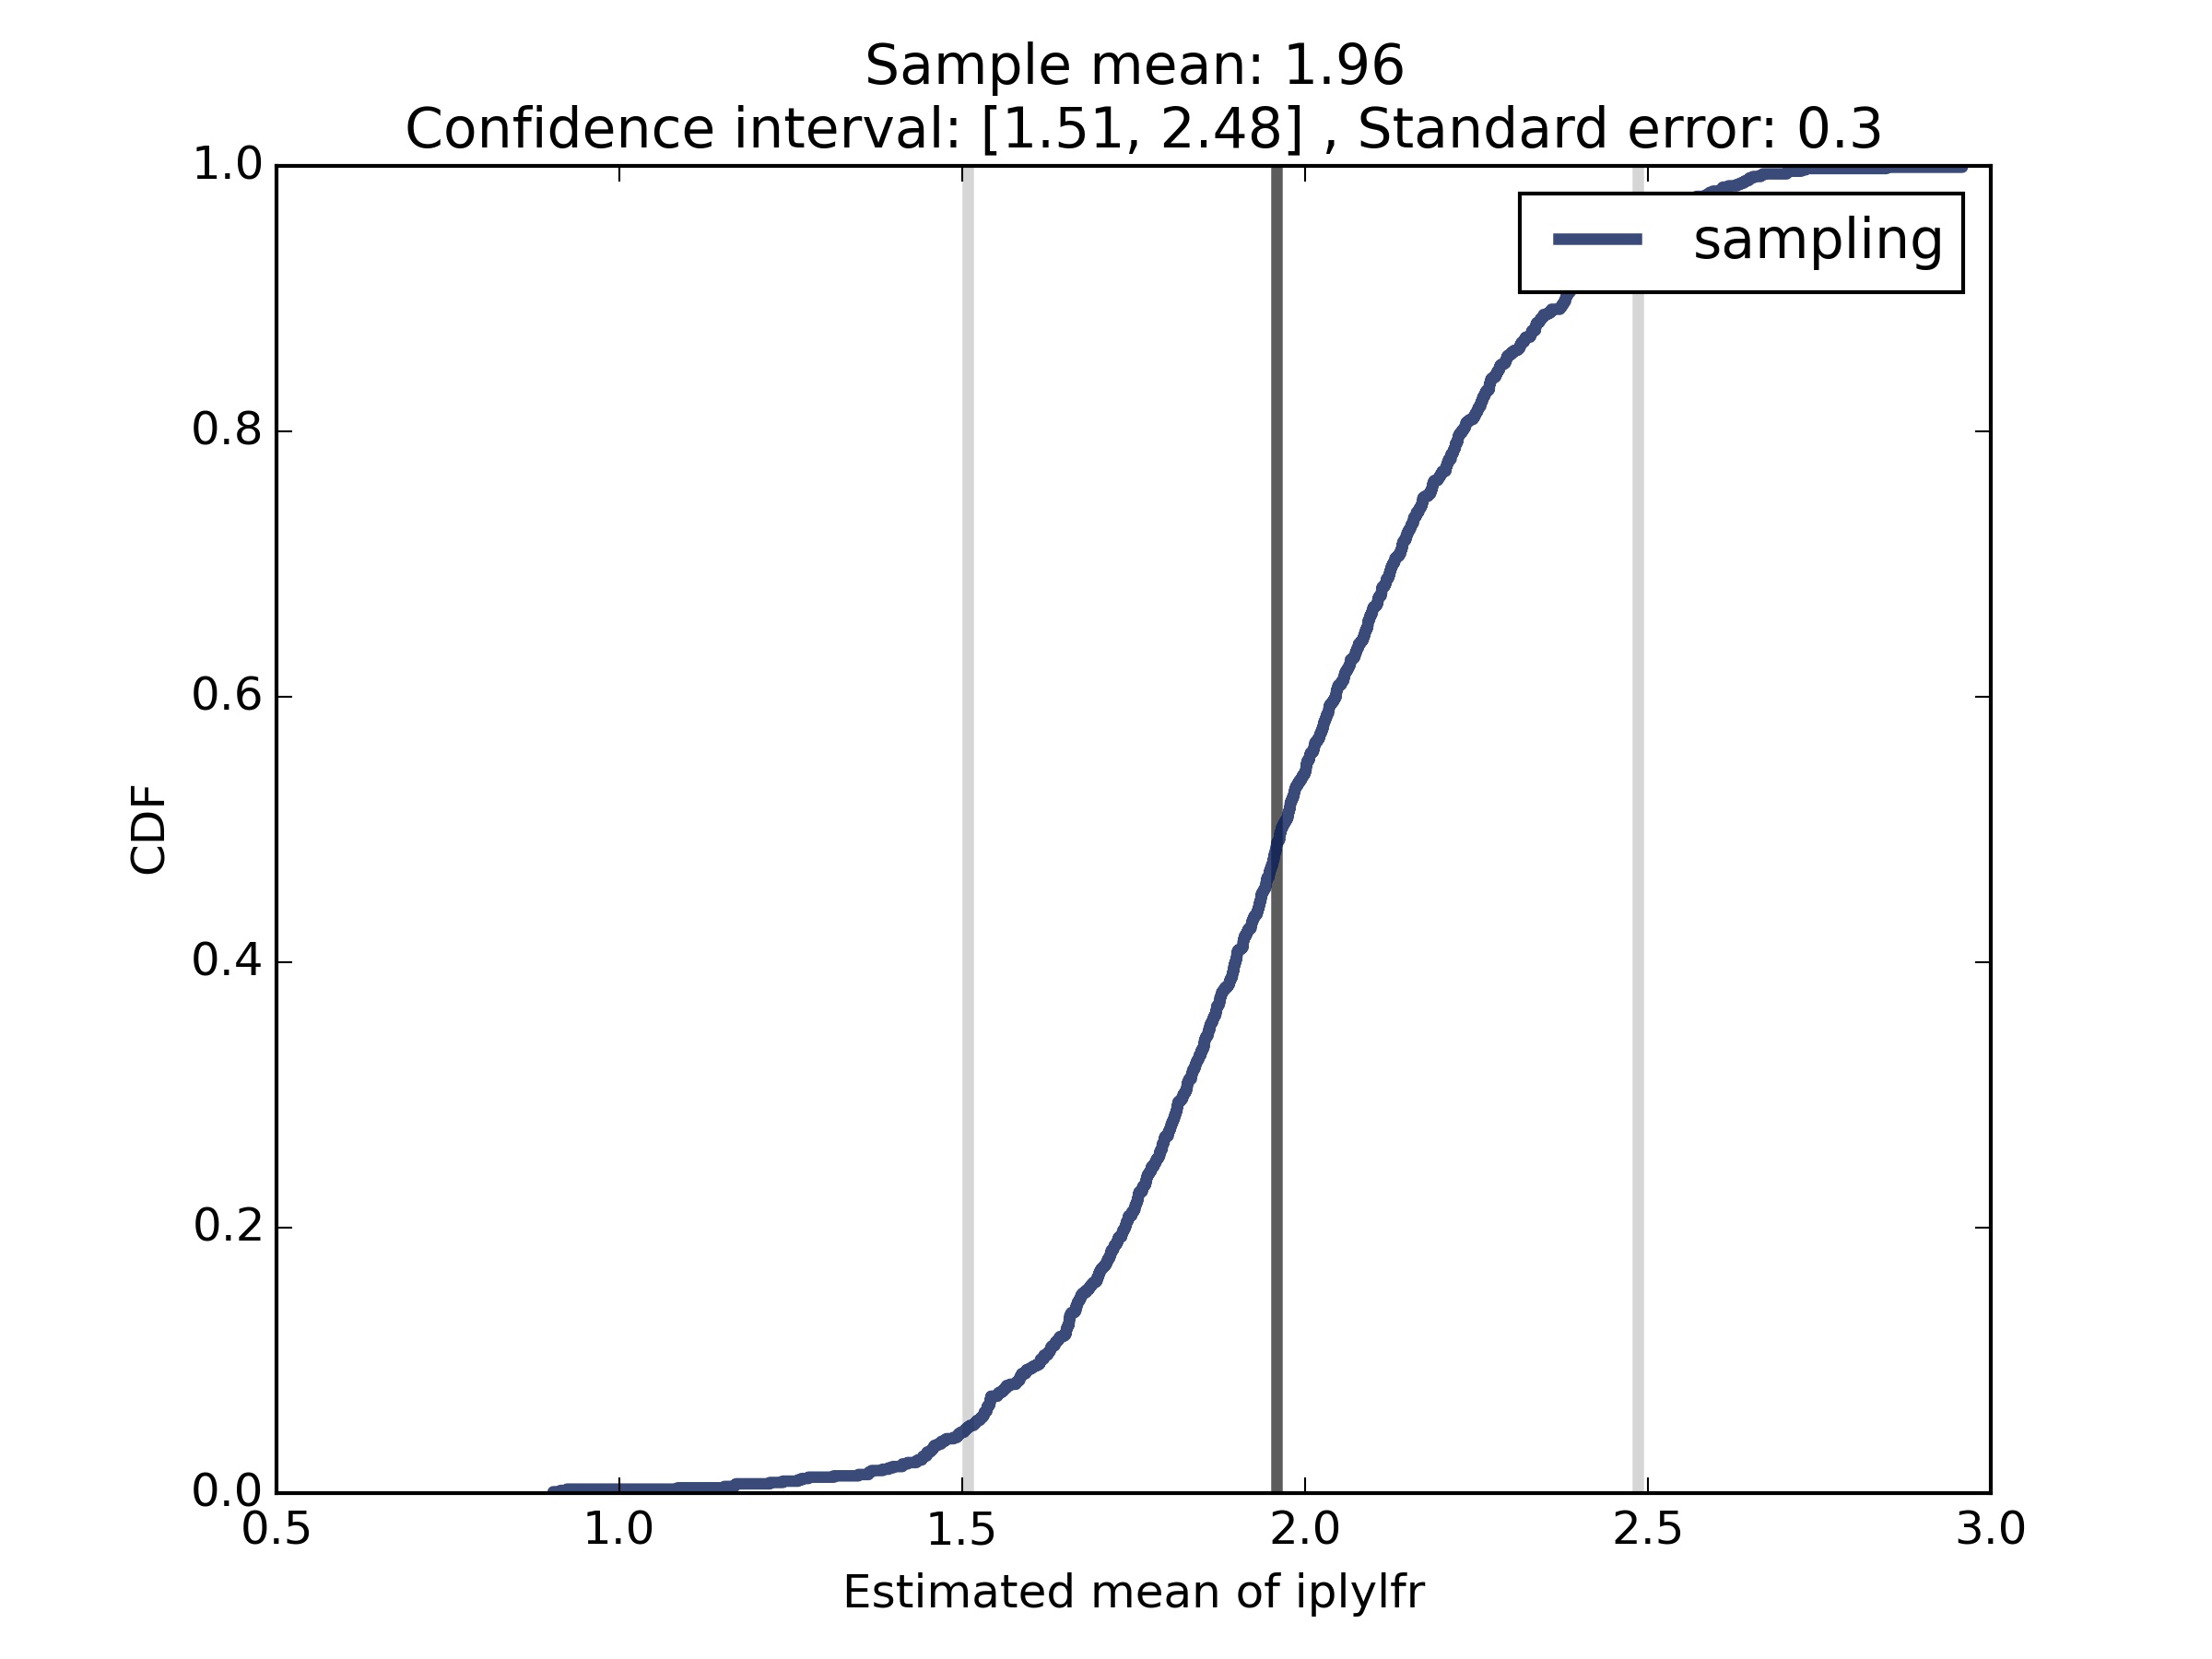 Sample mean: 1.96
Confidence interval: [1.51, 2.48] , Standard error: 0.3
1.0
sampling
0.8
0.6
CDF
0.4
0.2
0.0
0.5 1.0 1.5 2.0 2.5 3.0
Estimated mean of iplylfr